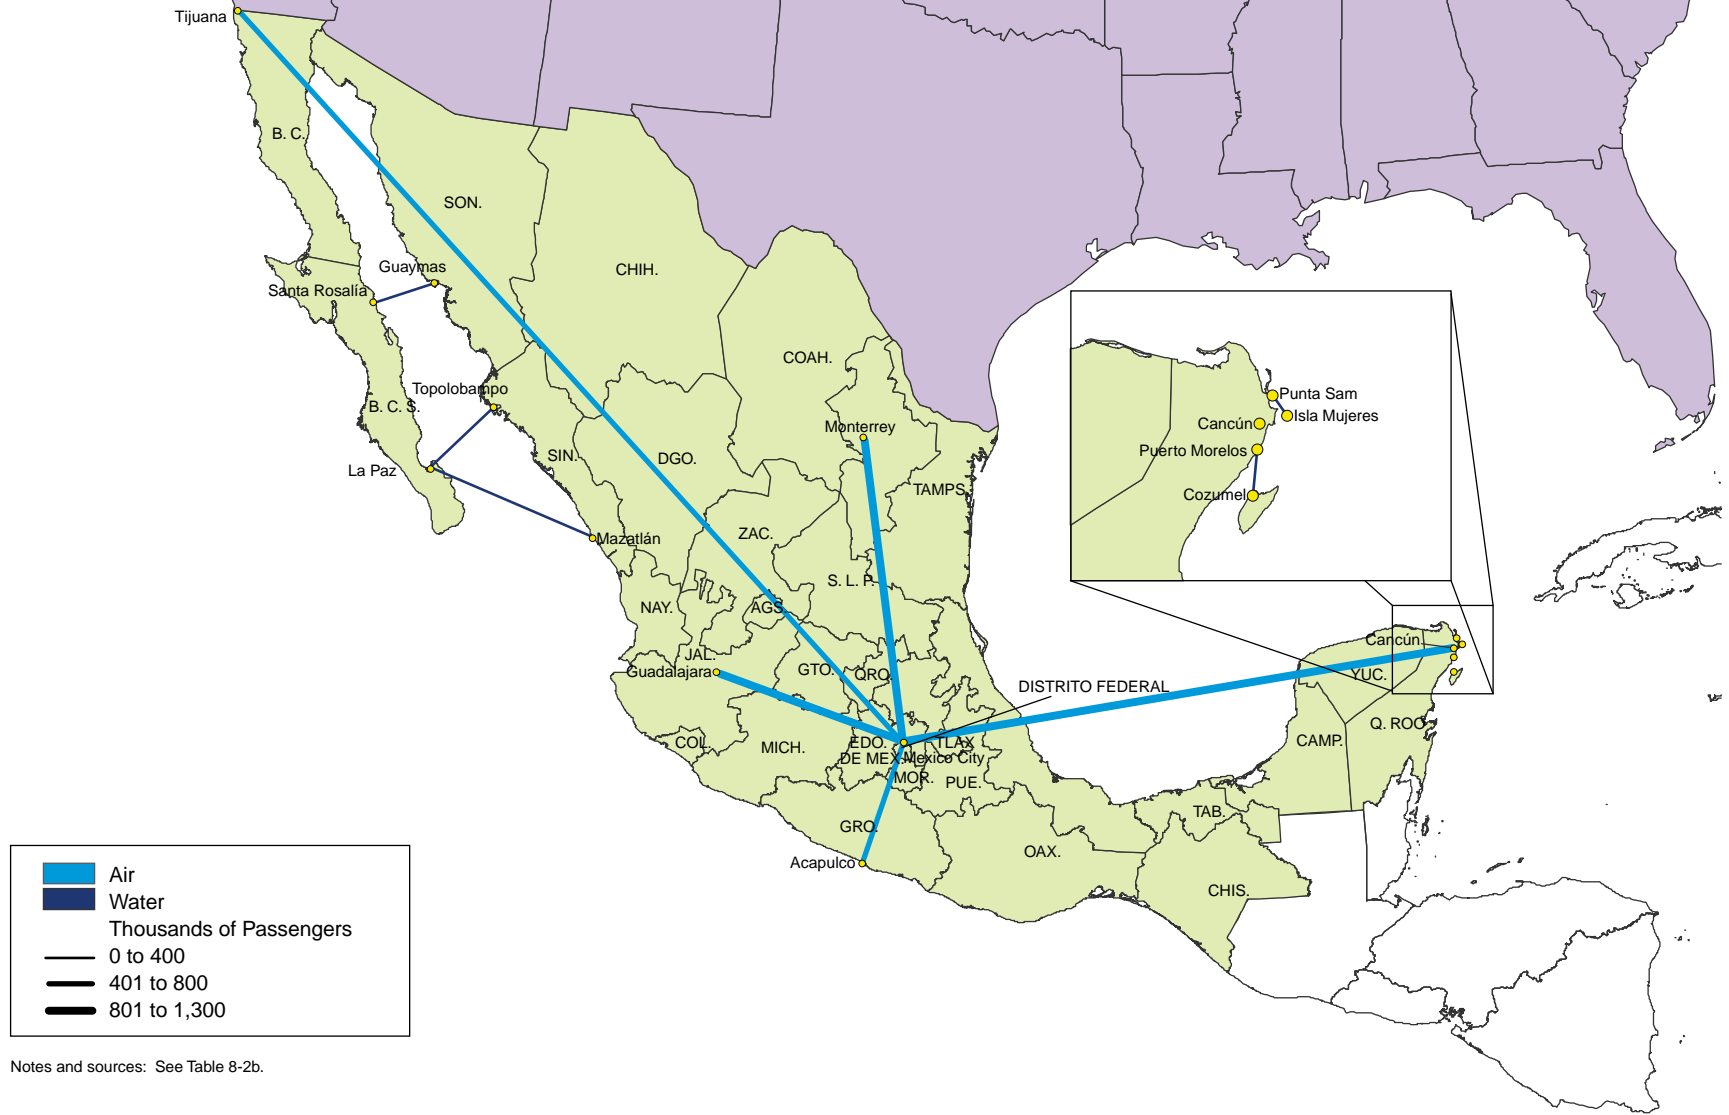 Tijuana
B. C.
SON.
CHIH.
Guaymas
Santa Rosalía
COAH.
Topolobampo
B. C. S.
Punta Sam
Isla Mujeres
Cancún
Puerto Morelos
Cozumel
Monterrey
La Paz
SIN.
DGO.
TAMPS.
Mazatlán
ZAC.
S. L. P.
NAY.
AGS.
Cancún
JAL.
Guadalajara
GTO.
QRO.
YUC.
DISTRITO FEDERAL
Q. ROO
COL.
MICH.
EDO.
DE MEX.
TLAX
Mexico City
CAMP.
MOR.
PUE.
TAB.
GRO.
OAX.
Acapulco
CHIS.
Air
Water
Thousands of Passengers
0 to 400
401 to 800
801 to 1,300
Notes and sources: See Table 8-2b.